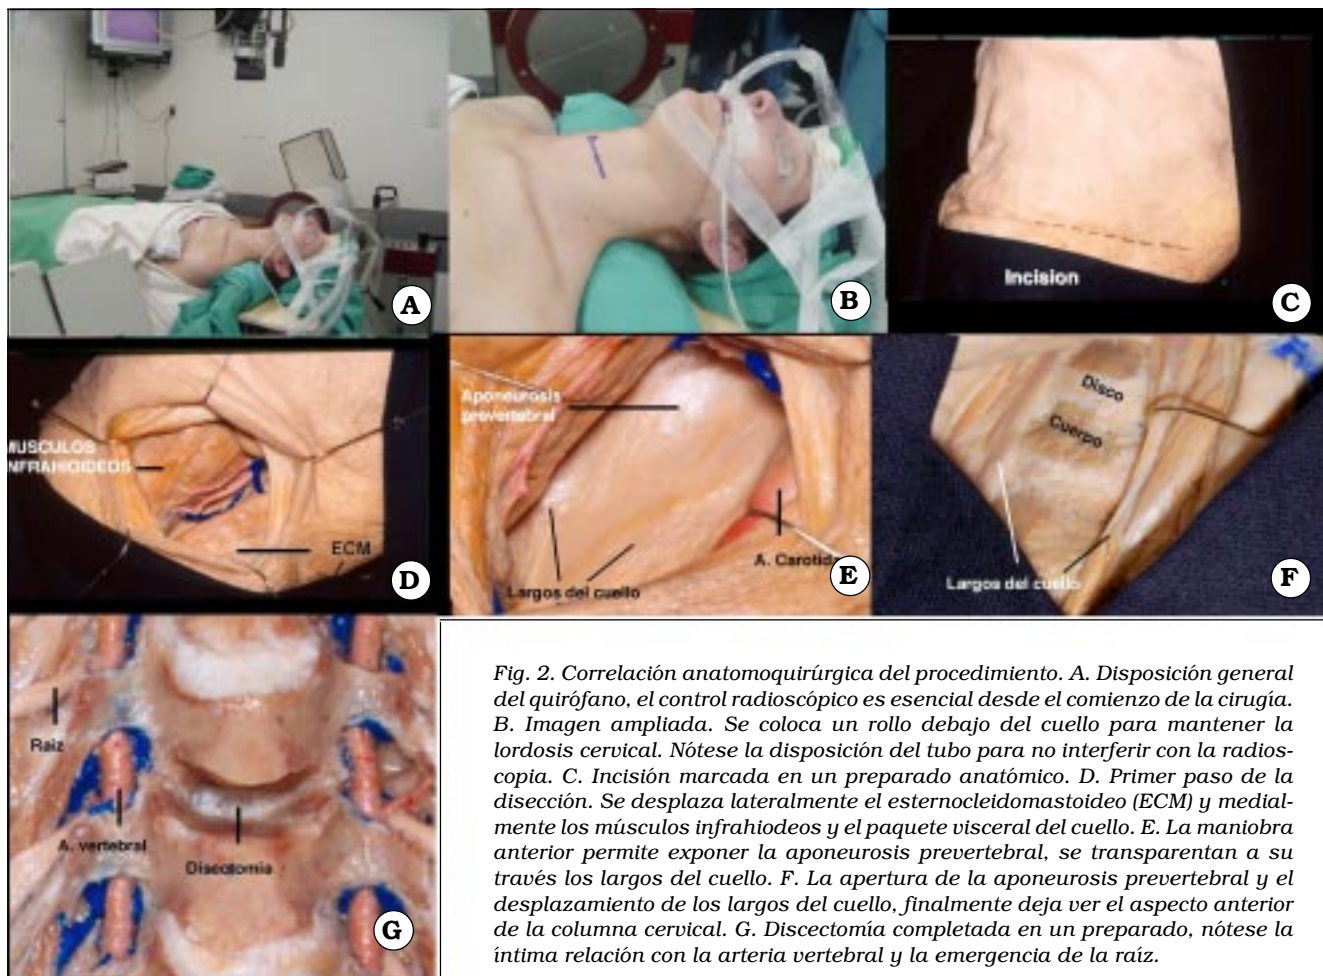 A
B
Incision
C
MUSCULOS
INFRAHIOIDEOS
ECM
D
Aponeurosis
prevertebral
A. Carotida
Largos del cuello
E
Disco
Cuerpo
Largos del cuello
F
Raiz
A. vertebral
Discectomia
G
Fig. 2. Correlación anatomoquirúrgica del procedimiento. A. Disposición general
del quirófano, el control radioscópico es esencial desde el comienzo de la cirugía.
B. Imagen ampliada. Se coloca un rollo debajo del cuello para mantener la
lordosis cervical. Nótese la disposición del tubo para no interferir con la radios-
copia. C. Incisión marcada en un preparado anatómico. D. Primer paso de la
disección. Se desplaza lateralmente el esternocleidomastoideo (ECM) y medial-
mente los músculos infrahiodeos y el paquete visceral del cuello. E. La maniobra
anterior permite exponer la aponeurosis prevertebral, se transparentan a su
través los largos del cuello. F. La apertura de la aponeurosis prevertebral y el
desplazamiento de los largos del cuello, finalmente deja ver el aspecto anterior
de la columna cervical. G. Discectomía completada en un preparado, nótese la
íntima relación con la arteria vertebral y la emergencia de la raíz.